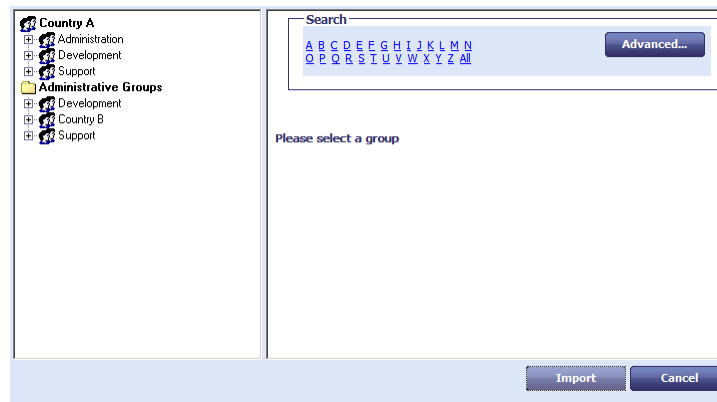 Country A
Administration
Development
Support
Administrative Groups
Development
Country B
Support
Search
A B C D E F G H I J K L M N
O P Q R S T U V W X Y Z All
Advanced...
Please select a group
Import
Cancel